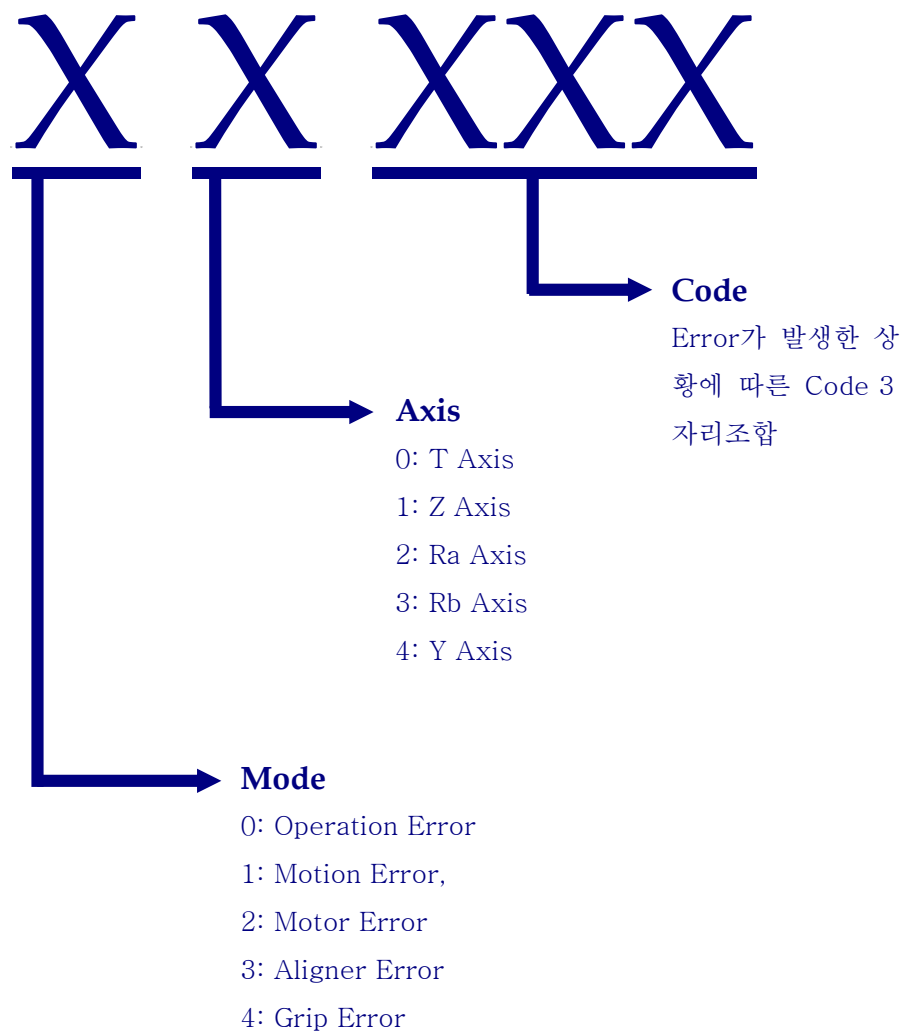 X X XXX
Code
Error가 발생한 상
황에 따른 Code 3
자리조합
Axis
0: T Axis
1: Z Axis
2: Ra Axis
3: Rb Axis
4: Y Axis
Mode
0: Operation Error
1: Motion Error,
2: Motor Error
3: Aligner Error
4: Grip Error